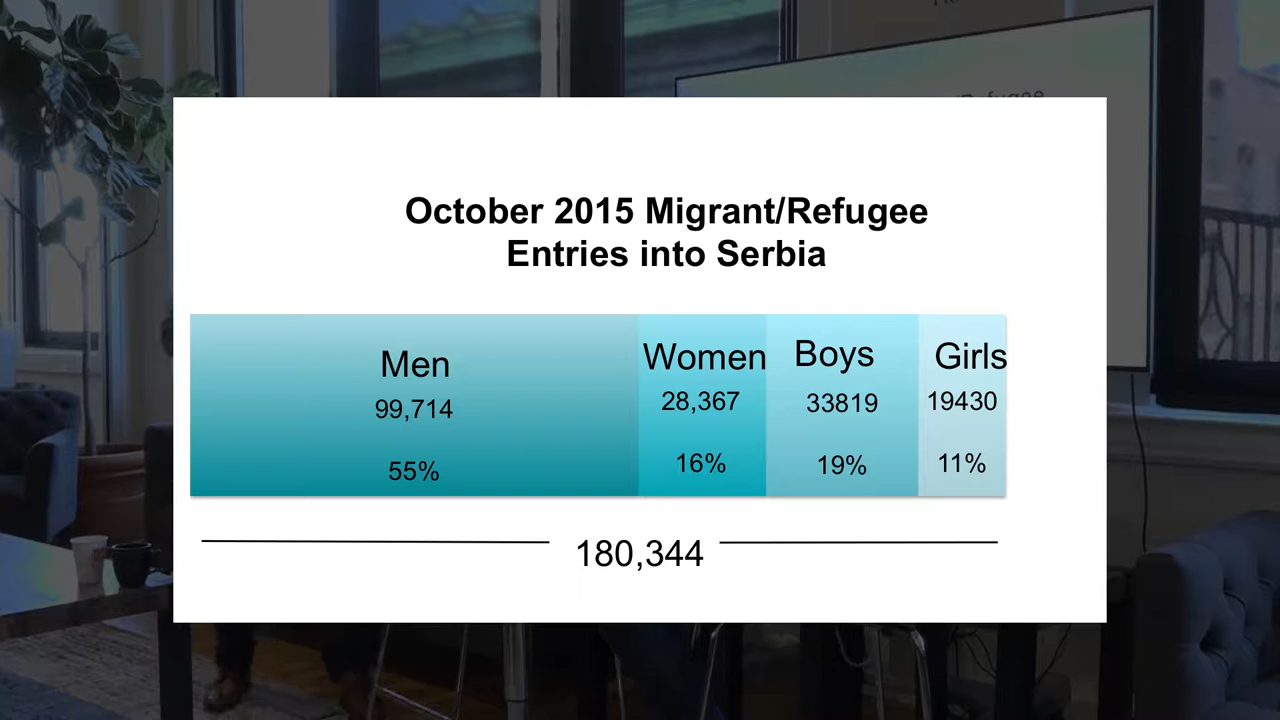 October 2015 Migrant/Refugee
Entries into Serbia
Men Women Boys Girls
99,714 28,367 33819 19430
55% 16% 19% 11%
180,344